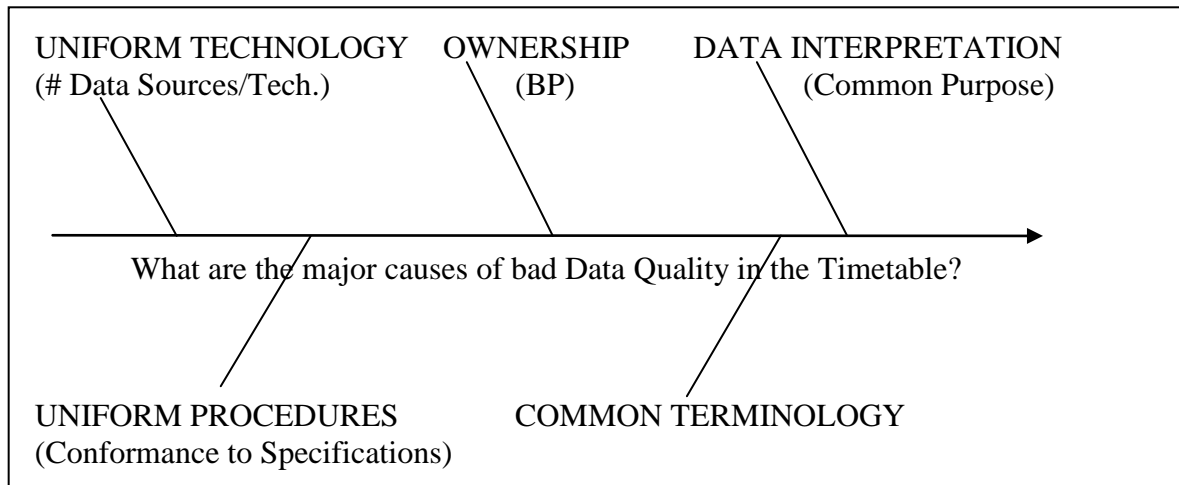 UNIFORM TECHNOLOGY OWNERSHIP DATA INTERPRETATION
(# Data Sources/Tech.) (BP) (Common Purpose)
What are the major causes of bad Data Quality in the Timetable?
UNIFORM PROCEDURES COMMON TERMINOLOGY
(Conformance to Specifications)